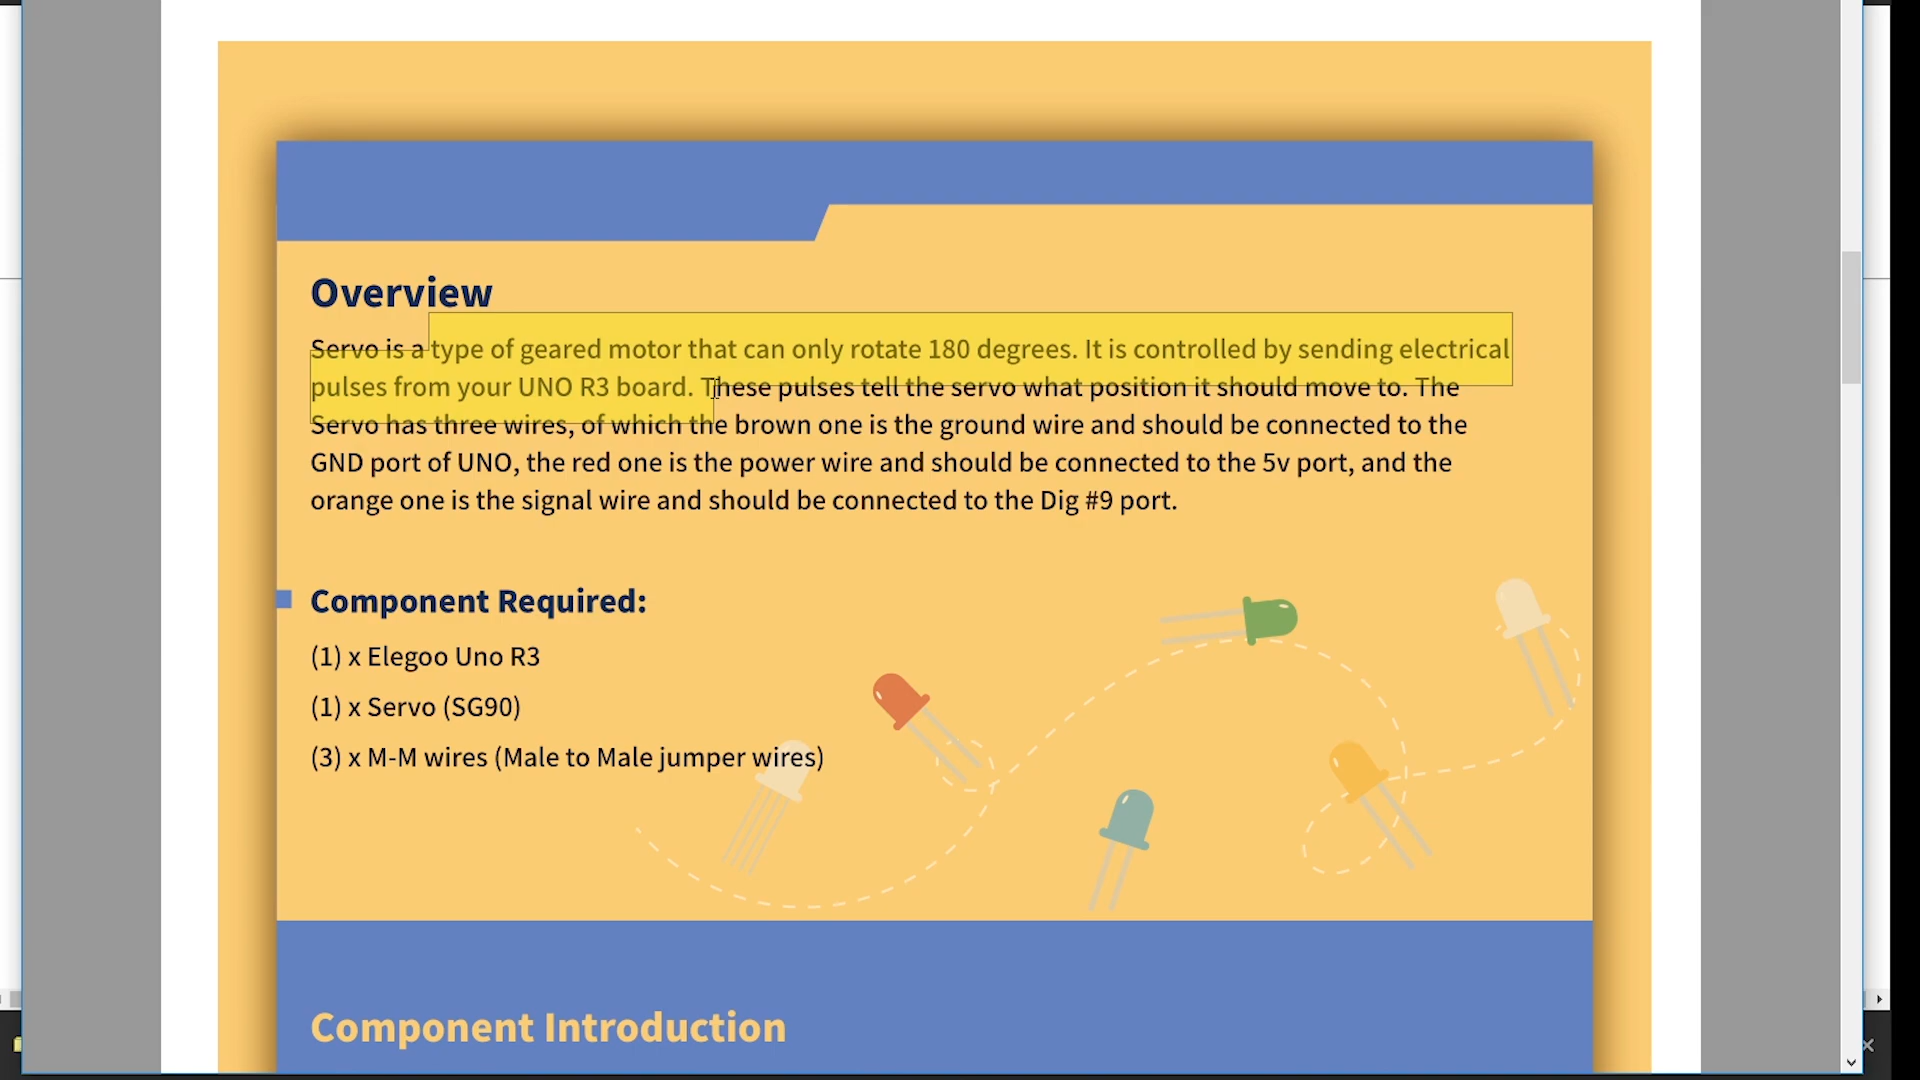 Overview
Servo is a type of geared motor that can only rotate 180 degrees. It is controlled by sending electrical
pulses from your UNO R3 board. These pulses tell the servo what position it should move to. The
Servo has three wires, of which the brown one is the ground wire and should be connected to the
GND port of UNO, the red one is the power wire and should be connected to the 5v port, and the
orange one is the signal wire and should be connected to the Dig #9 port.
Component Required:
(1) x Elegoo Uno R3
(1) x Servo (SG90)
(3) x M-M wires (Male to Male jumper wires)
Component Introduction